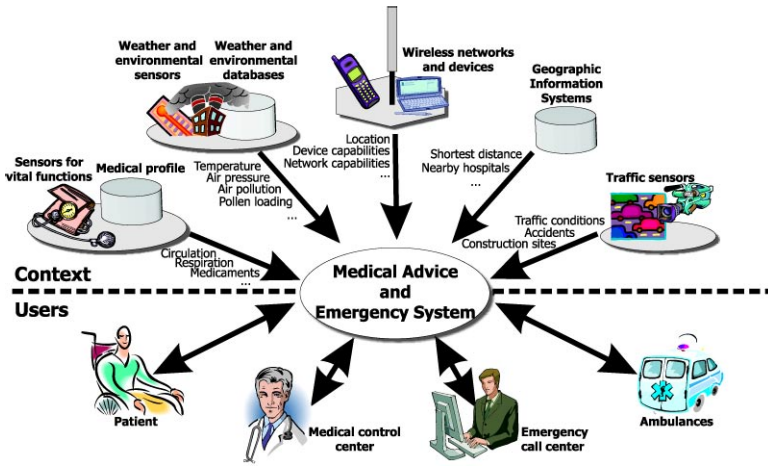 Weather and
environmental
sensors
Weather and
environmental
databases
Wireless networks
and devices
Geographic
Information
Systems
Sensors for
vital functions
Medical profile
Temperature
Air pressure
Air pollution
Pollen loading
...
Location
Device capabilities
Network capabilities
...
Shortest distance
Nearby hospitals
...
Traffic sensors
Traffic conditions
Accidents
Construction sites
Circulation
Respiration
Medicaments
...
Context
Users
Medical Advice
and
Emergency System
Patient
Medical control
center
Emergency
call center
Ambulances